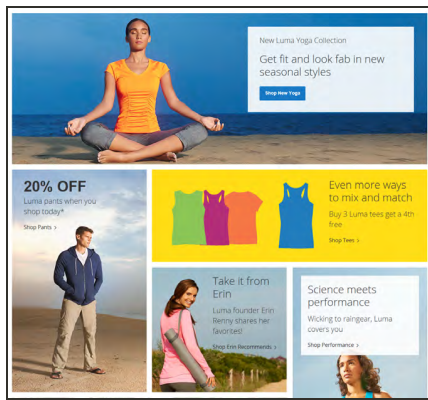 New Luma Yoga Collection
Get fit and look fab in new
seasonal styles
Shop New Yoga
20% OFF
Luma pants when you
shop today*
Shop Pants >
Even more ways
to mix and match
Buy 3 Luma tees get a 4th
free
Shop Tees >
Take it from
Erin
Luma founder Erin
Renny shares her
favorites!
Shop Erin Recommends >
Science meets
performance
Wicking to raingear, Luma
covers you
Shop Performance >